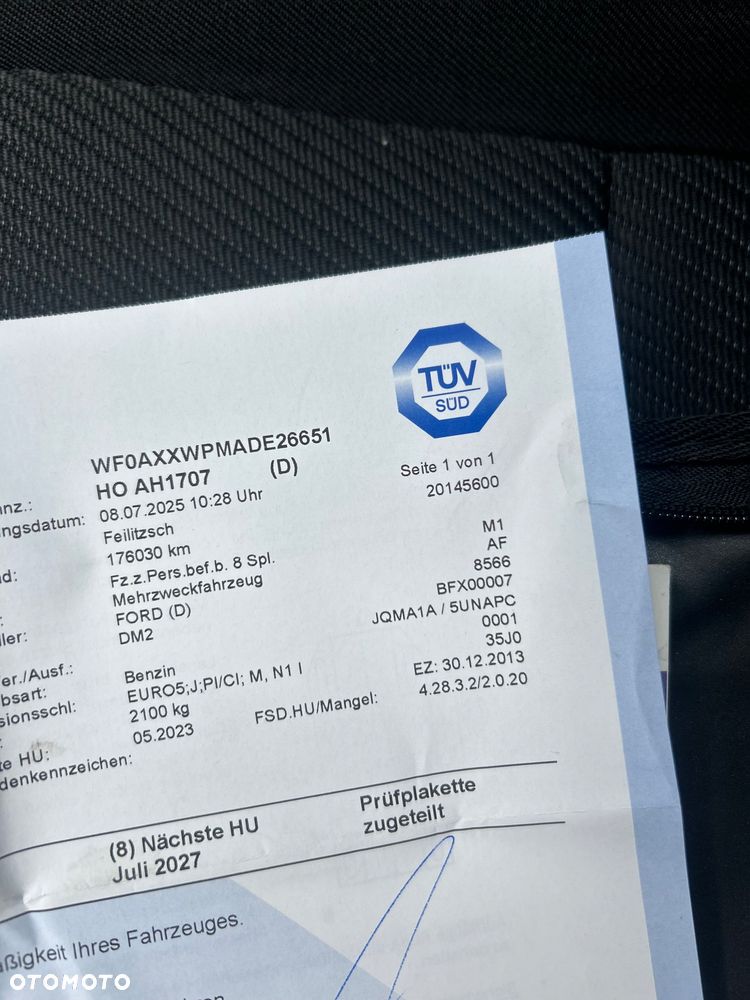 TÜV
SÜD
WF0AXXWPMADE26651
HO AH1707 (D)
Seite 1 von 1
nnz.:
ngsdatum: 08.07.2025 10:28 Uhr
20145600
Feilitzsch
nd: 176030 km
M1
Fz.z.Pers.bef.b. 8 Spl.
AF
Mehrzweckfahrzeug
8566
ller: FORD (D)
BFX00007
DM2
JQMA1A / 5UNAPC
0001
er./Ausf.:
35J0
bsart: Benzin
EZ: 30.12.2013
sionsschl: EURO5;J;PI/CI; M, N1 I
2100 kg
FSD.HU/Mangel: 4.28.3.2/2.0.20
te HU: 05.2023
denkennzeichen:
(8) Nächste HU
Juli 2027
Prüfplakette
zugeteilt
äßigkeit Ihres Fahrzeuges.
OTOMOTO